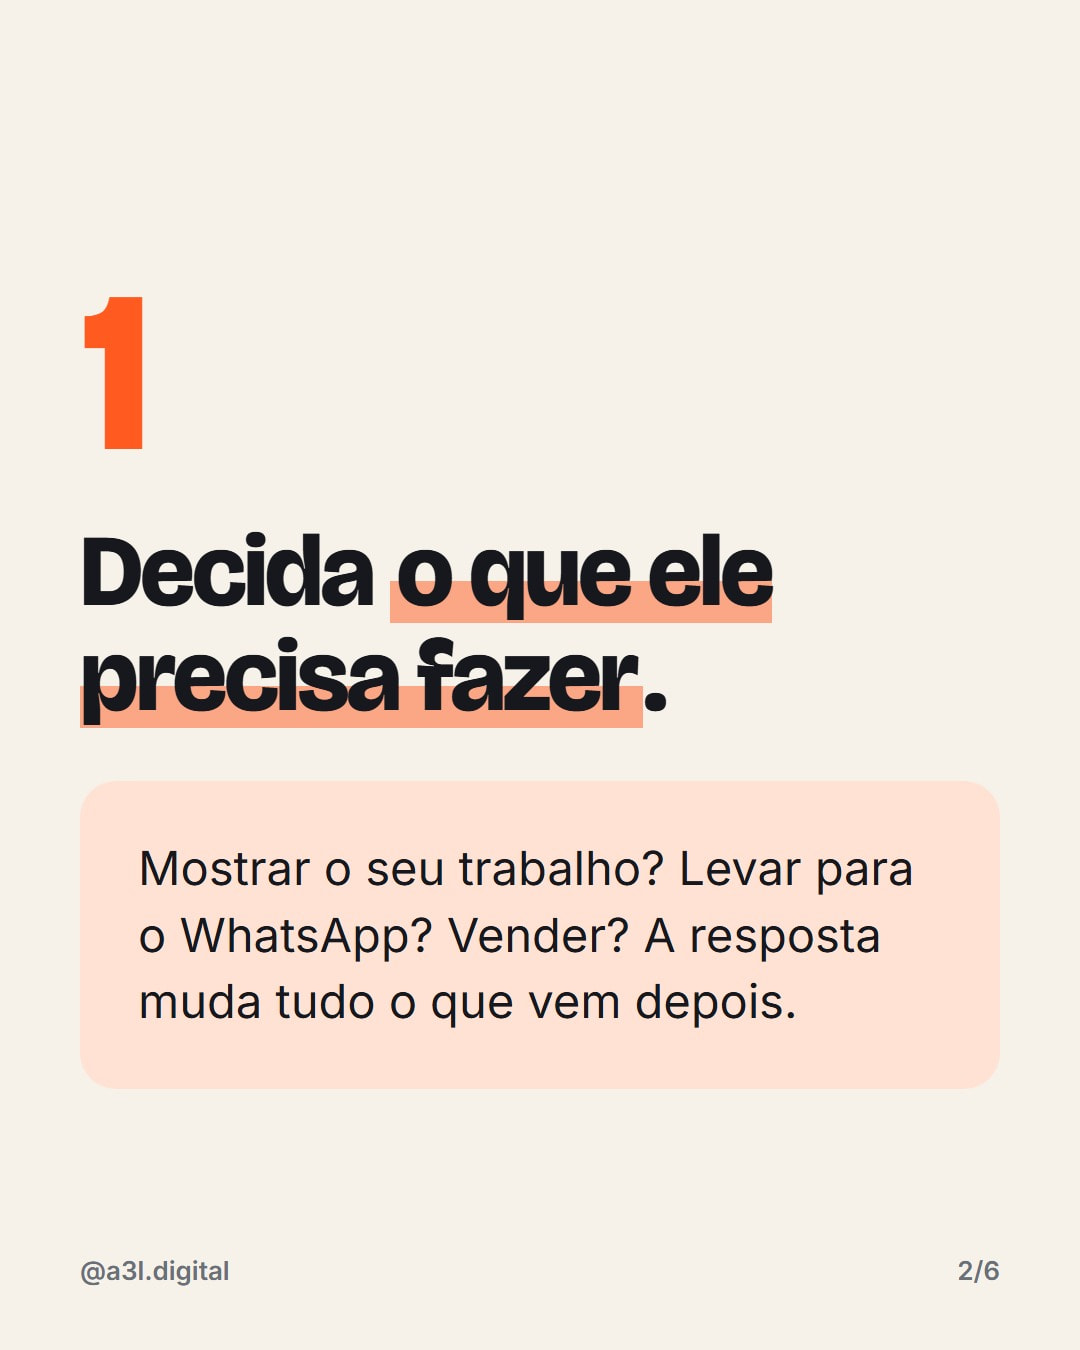 1
Decida o que ele
precisa fazer.
Mostrar o seu trabalho? Levar para
o WhatsApp? Vender? A resposta
muda tudo o que vem depois.
@a3l.digital
2/6